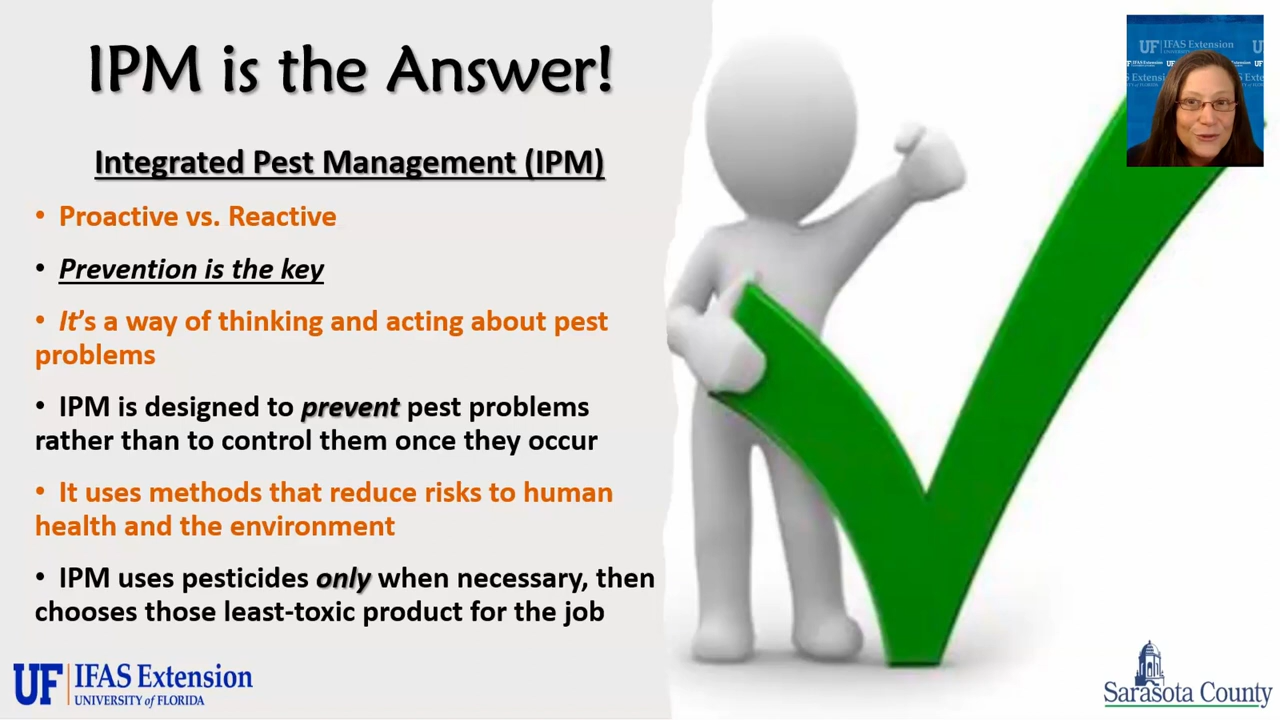 IPM is the Answer!
Integrated Pest Management (IPM)
• Proactive vs. Reactive
• Prevention is the key
• It's a way of thinking and acting about pest
problems
• IPM is designed to prevent pest problems
rather than to control them once they occur
• It uses methods that reduce risks to human
health and the environment
• IPM uses pesticides only when necessary, then
chooses those least-toxic product for the job
UF IFAS Extension
UNIVERSITY of FLORIDA
UF IFAS Extension
Sarasota County